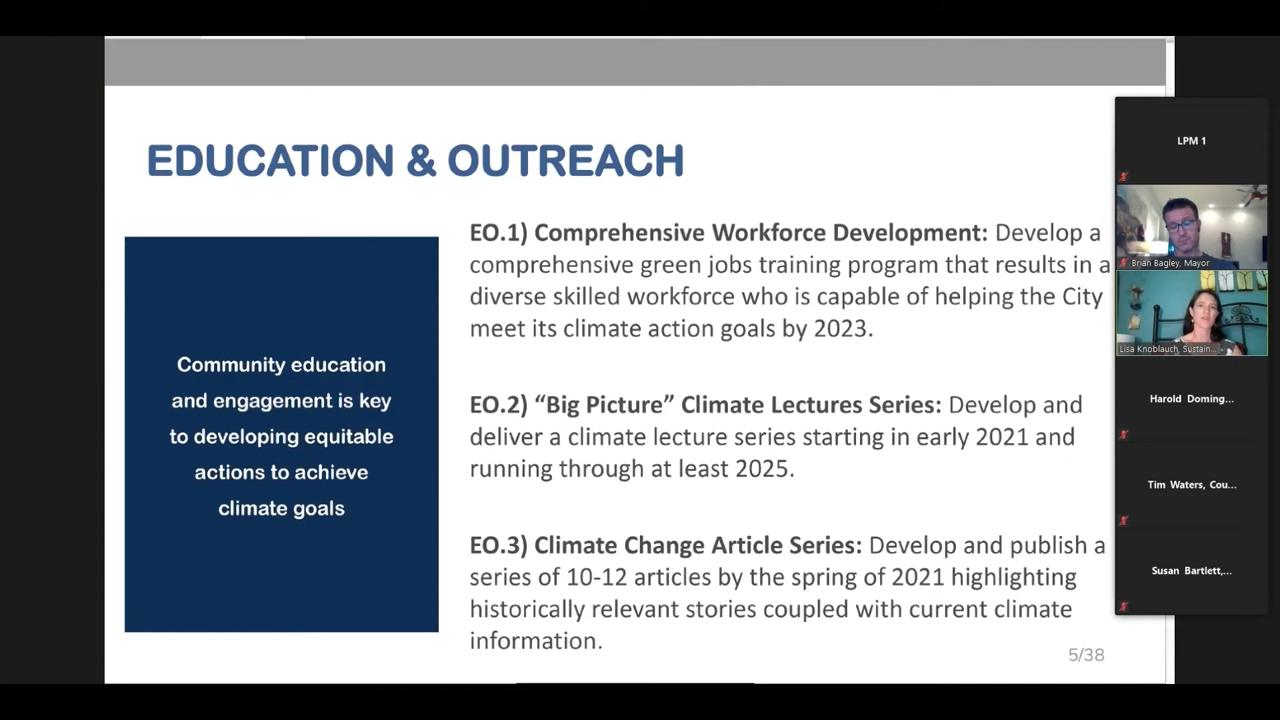 EDUCATION & OUTREACH
Community education
and engagement is key
to developing equitable
actions to achieve
climate goals
EO.1) Comprehensive Workforce Development: Develop a
comprehensive green jobs training program that results in a
diverse skilled workforce who is capable of helping the City
meet its climate action goals by 2023.
EO.2) “Big Picture” Climate Lectures Series: Develop and
deliver a climate lecture series starting in early 2021 and
running through at least 2025.
EO.3) Climate Change Article Series: Develop and publish a
series of 10-12 articles by the spring of 2021 highlighting
historically relevant stories coupled with current climate
information.
5/38
LPM 1
Brian Bagley, Mayor
Lisa Knoblauch, Sustain...
Harold Doming...
Tim Waters, Cou...
Susan Bartlett,...